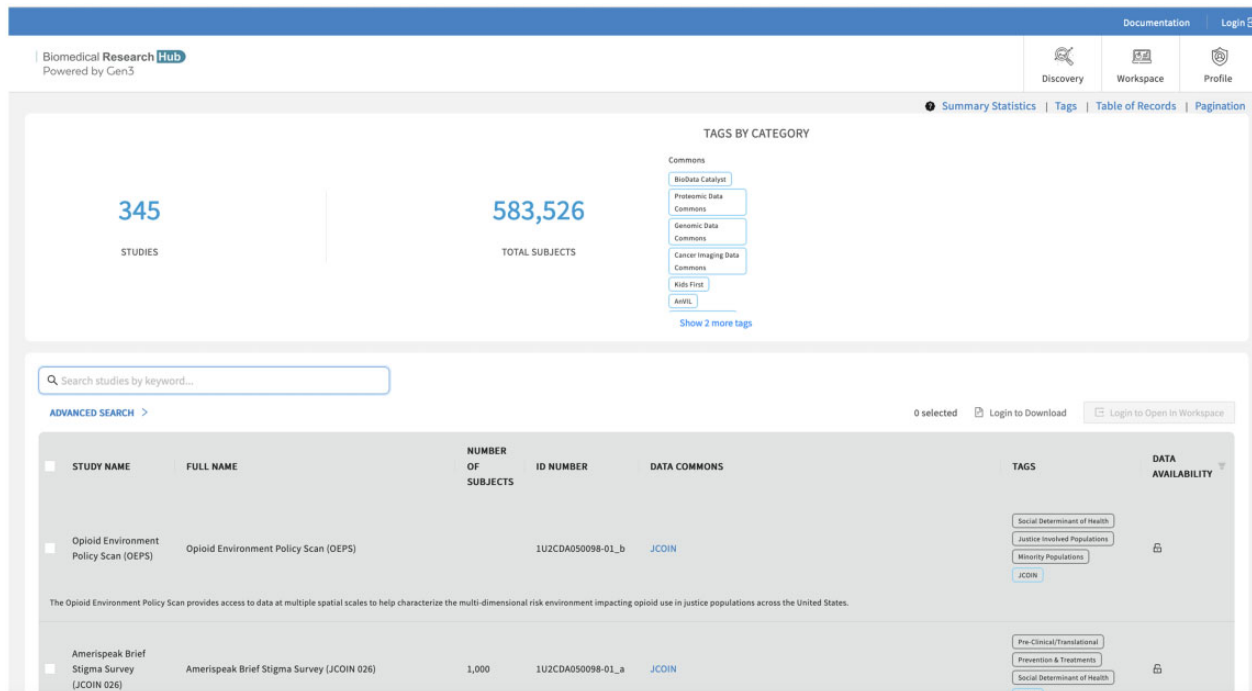 Documentation
Login
Biomedical Research Hub
Powered by Gen3
Discovery
Workspace
Profile
Summary Statistics | Tags | Table of Records | Pagination
TAGS BY CATEGORY
Commons
BioData Catalyst
Proteomic Data
Commons
Genomic Data
Commons
Cancer Imaging Data
Commons
Kids First
AnVIL
Show 2 more tags
345
STUDIES
583,526
TOTAL SUBJECTS
Search studies by keyword...
ADVANCED SEARCH >
0 selected
Login to Download
Login to Open In Workspace
STUDY NAME
FULL NAME
NUMBER
OF
SUBJECTS
ID NUMBER
DATA COMMONS
TAGS
DATA
AVAILABILITY
Opioid Environment
Policy Scan (OEPS)
Opioid Environment Policy Scan (OEPS)
1U2CDA050098-01_b
JCOIN
Social Determinant of Health
Justice Involved Populations
Minority Populations
JCOIN
The Opioid Environment Policy Scan provides access to data at multiple spatial scales to help characterize the multi-dimensional risk environment impacting opioid use in justice populations across the United States.
Amerispeak Brief
Stigma Survey
(JCOIN 026)
Amerispeak Brief Stigma Survey (JCOIN 026)
1,000
1U2CDA050098-01_a
JCOIN
Pre-Clinical/Translational
Prevention & Treatments
Social Determinant of Health